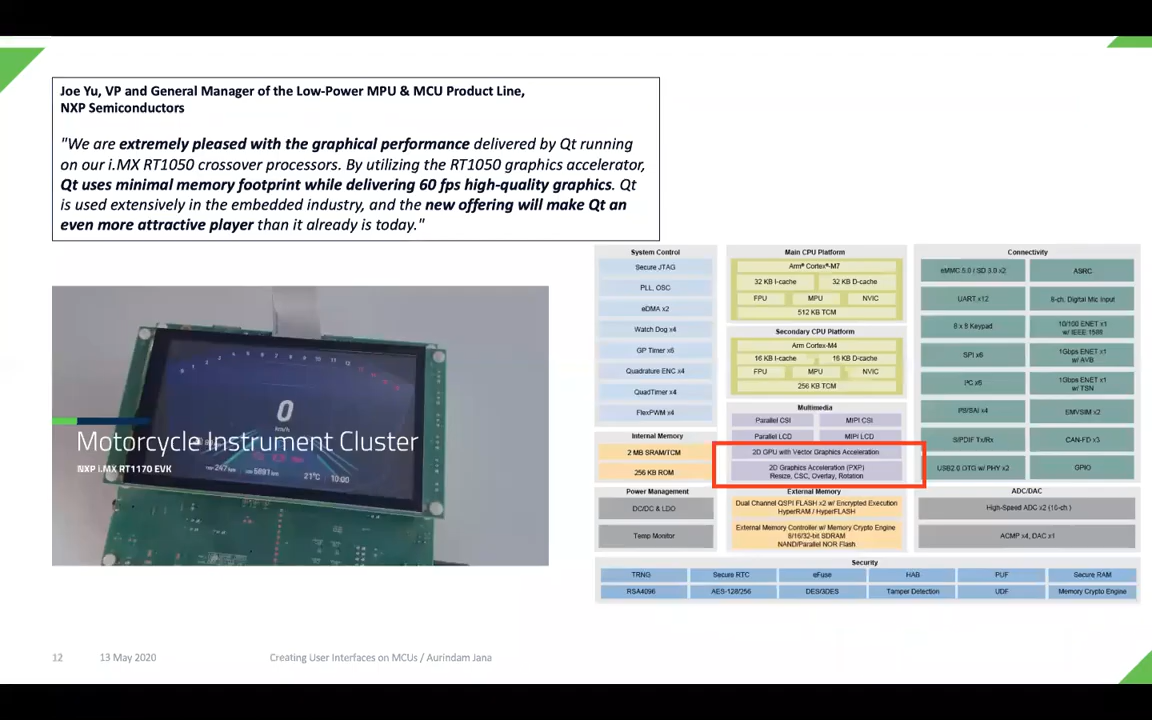 Joe Yu, VP and General Manager of the Low-Power MPU & MCU Product Line,
NXP Semiconductors
"We are extremely pleased with the graphical performance delivered by Qt running
on our i.MX RT1050 crossover processors. By utilizing the RT1050 graphics accelerator,
Qt uses minimal memory footprint while delivering 60 fps high-quality graphics. Qt
is used extensively in the embedded industry, and the new offering will make Qt an
even more attractive player than it already is today."
0
km/h
247km
5891km
21°C
10:00
Motorcycle Instrument Cluster
NXP i.MX RT1170 EVK
System Control
Secure JTAG
PLL, OSC
eDMA x2
Watch Dog x4
GP Timer x6
Quadrature ENC x4
QuadTimer x4
FlexPWM x4
Internal Memory
2 MB SRAM/TCM
256 KB ROM
Power Management
DC/DC & LDO
Temp Monitor
Main CPU Platform
Arm® Cortex®-M7
32 KB I-cache
32 KB D-cache
FPU
MPU
NVIC
512 KB TCM
Secondary CPU Platform
Arm Cortex-M4
16 KB I-cache
16 KB D-cache
FPU
MPU
NVIC
256 KB TCM
Multimedia
Parallel CSI
MIPI CSI
Parallel LCD
MIPI LCD
2D GPU with Vector Graphics Acceleration
2D Graphics Acceleration (PXP)
Resize, CSC, Overlay, Rotation
External Memory
Dual Channel QSPI FLASH x2 w/ Encrypted Execution
HyperRAM / HyperFLASH
External Memory Controller w/ Memory Crypto Engine
8/16/32-bit SDRAM
NAND/Parallel NOR Flash
Connectivity
eMMC 5.0 / SD 3.0 x2
ASRC
UART x12
8-ch. Digital Mic Input
8 x 8 Keypad
10/100 ENET x1
w/ IEEE 1588
SPI x6
1Gbps ENET x1
w/ AVB
I²C x6
1Gbps ENET x1
w/ TSN
I²S/SAI x4
EMVSIM x2
S/PDIF Tx/Rx
CAN-FD x3
USB2.0 OTG w/ PHY x2
GPIO
ADC/DAC
High-Speed ADC x2 (16-ch.)
ACMP x4, DAC x1
Security
TRNG
Secure RTC
eFuse
HAB
PUF
Secure RAM
RSA4096
AES-128/256
DES/3DES
Tamper Detection
UDF
Memory Crypto Engine
12
13 May 2020
Creating User Interfaces on MCUs / Aurindam Jana